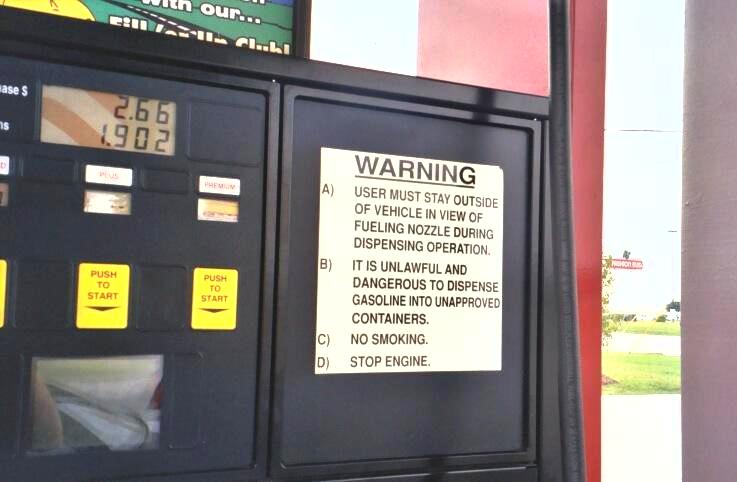 with our...
Fill/er Up Club!
ase $
2.66
ns
1.902
D
PLUS
PREMIUM
PUSH
TO
START
PUSH
TO
START
WARNING
A) USER MUST STAY OUTSIDE
OF VEHICLE IN VIEW OF
FUELING NOZZLE DURING
DISPENSING OPERATION.
B) IT IS UNLAWFUL AND
DANGEROUS TO DISPENSE
GASOLINE INTO UNAPPROVED
CONTAINERS.
C) NO SMOKING.
D) STOP ENGINE.